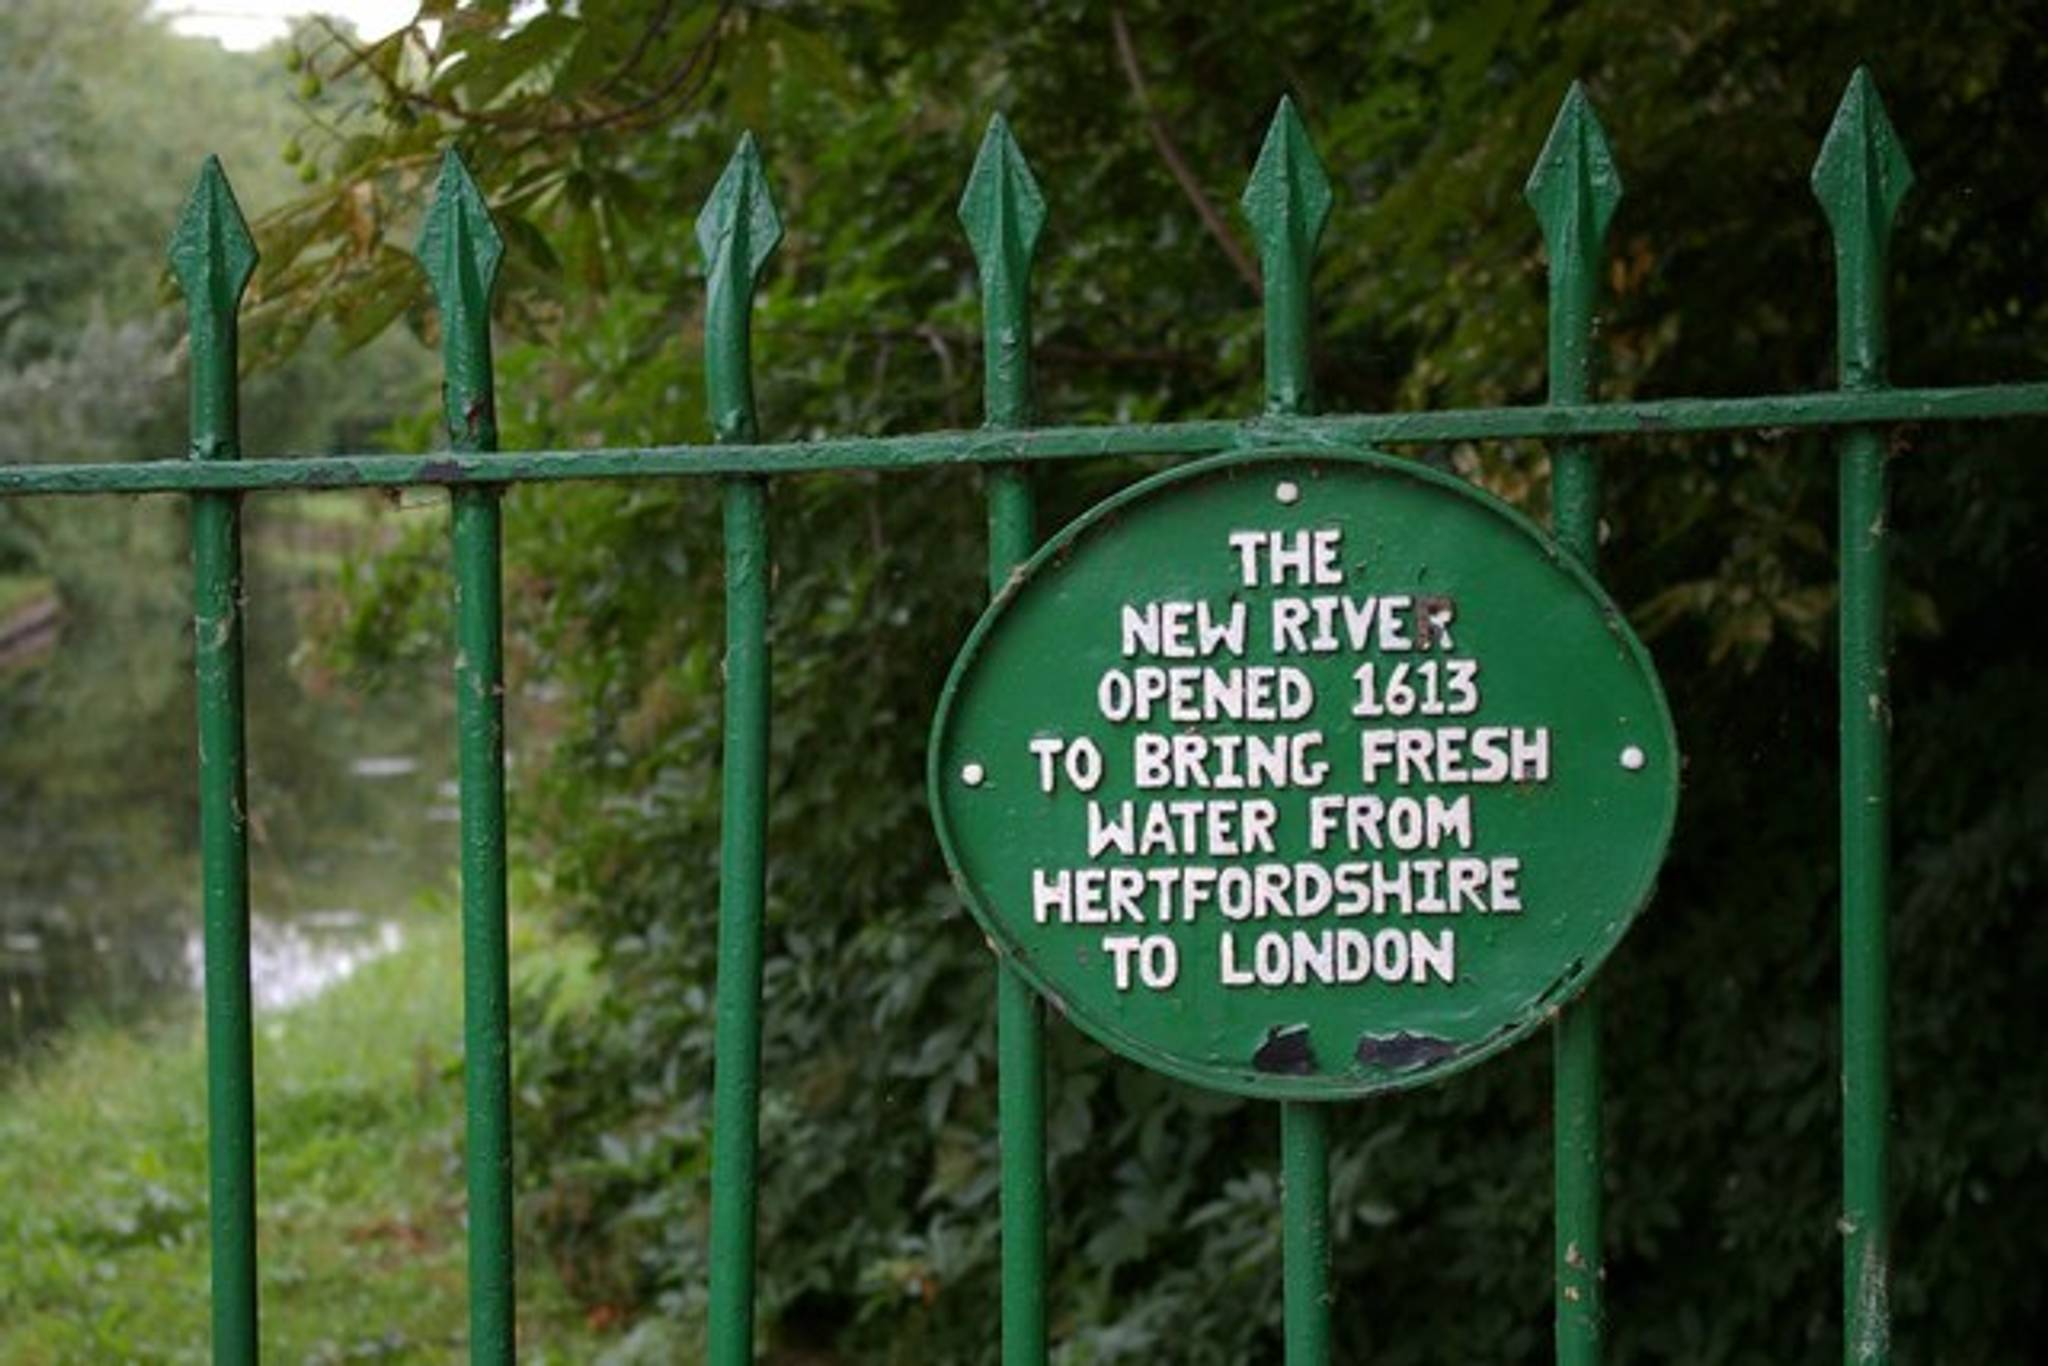 THE
NEW RIVER
OPENED 1613
TO BRING FRESH
WATER FROM
HERTFORDSHIRE
TO LONDON